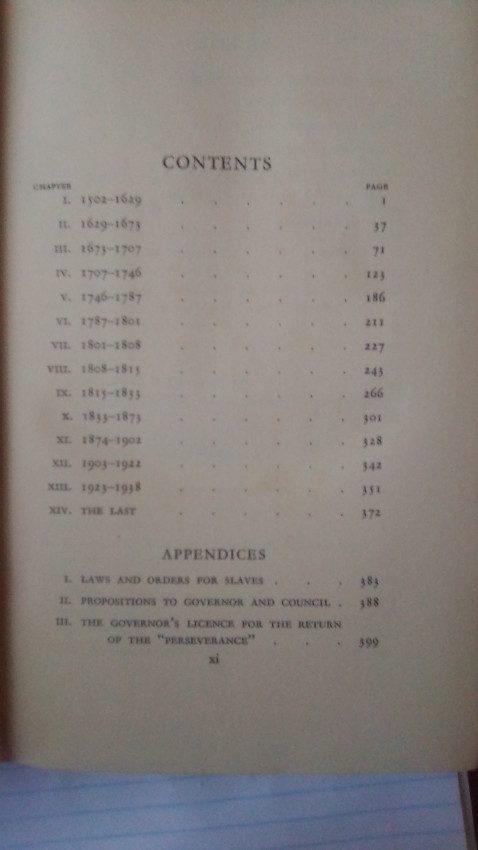 CONTENTS
CHAPTER PAGE
I. 1502–1629 . . . . . . 1
II. 1629–1673 . . . . . . 37
III. 1673–1707 . . . . . . 71
IV. 1707–1746 . . . . . . 123
V. 1746–1787 . . . . . . 186
VI. 1787–1801 . . . . . . 211
VII. 1801–1808 . . . . . . 227
VIII. 1808–1815 . . . . . . 243
IX. 1815–1833 . . . . . . 266
X. 1833–1873 . . . . . . 301
XI. 1874–1902 . . . . . . 328
XII. 1903–1922 . . . . . . 342
XIII. 1923–1938 . . . . . . 351
XIV. THE LAST . . . . . . 372
APPENDICES
I. LAWS AND ORDERS FOR SLAVES . . . 383
II. PROPOSITIONS TO GOVERNOR AND COUNCIL . 388
III. THE GOVERNOR'S LICENCE FOR THE RETURN
OF THE "PERSEVERANCE" . . . 399
xi